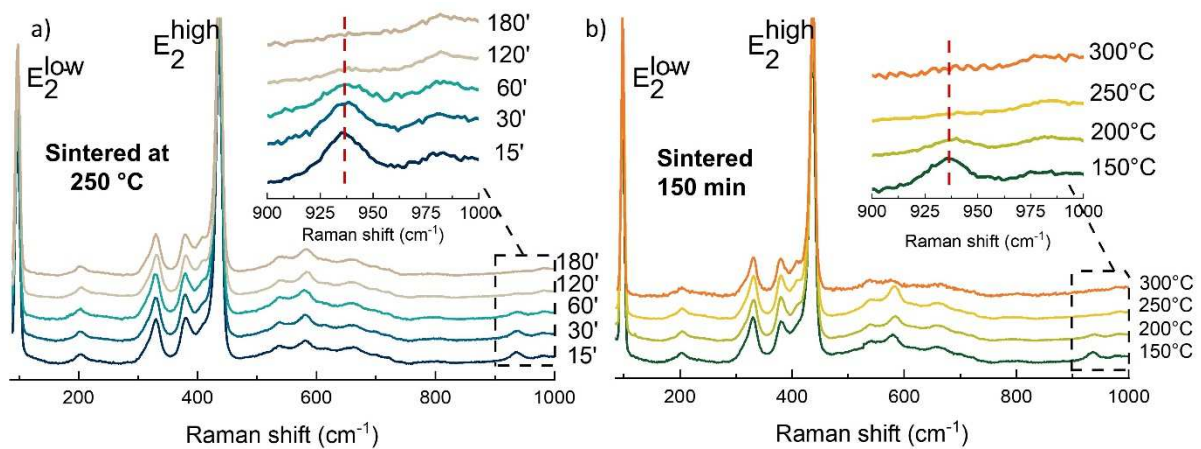 a)
E₂ˡᵒʷ
E₂ʰⁱᵍʰ
Sintered at
250 °C
180'
120'
60'
30'
15'
900 925 950 975 1000
Raman shift (cm⁻¹)
180'
120'
60'
30'
15'
200 400 600 800 1000
Raman shift (cm⁻¹)
b)
E₂ˡᵒʷ
E₂ʰⁱᵍʰ
Sintered
150 min
300°C
250°C
200°C
150°C
900 925 950 975 1000
Raman shift (cm⁻¹)
300°C
250°C
200°C
150°C
200 400 600 800 1000
Raman shift (cm⁻¹)